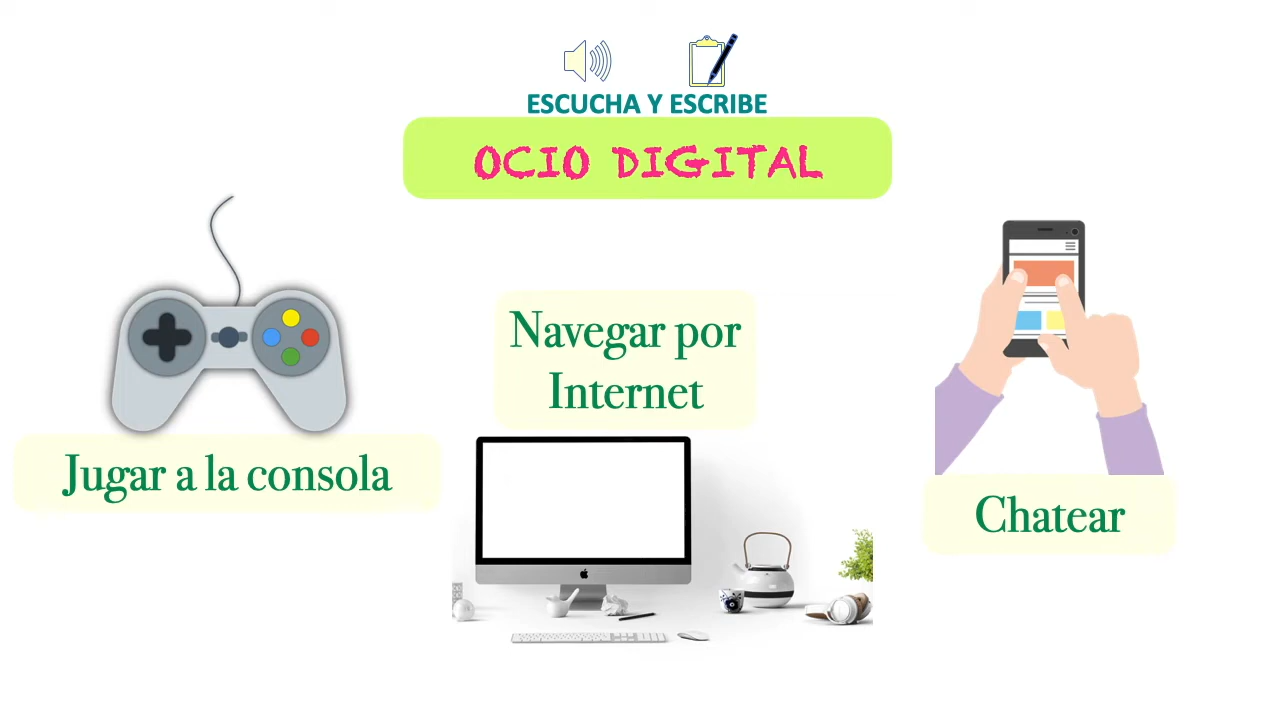 ESCUCHA Y ESCRIBE
OCIO DIGITAL
Jugar a la consola
Navegar por
Internet
Chatear